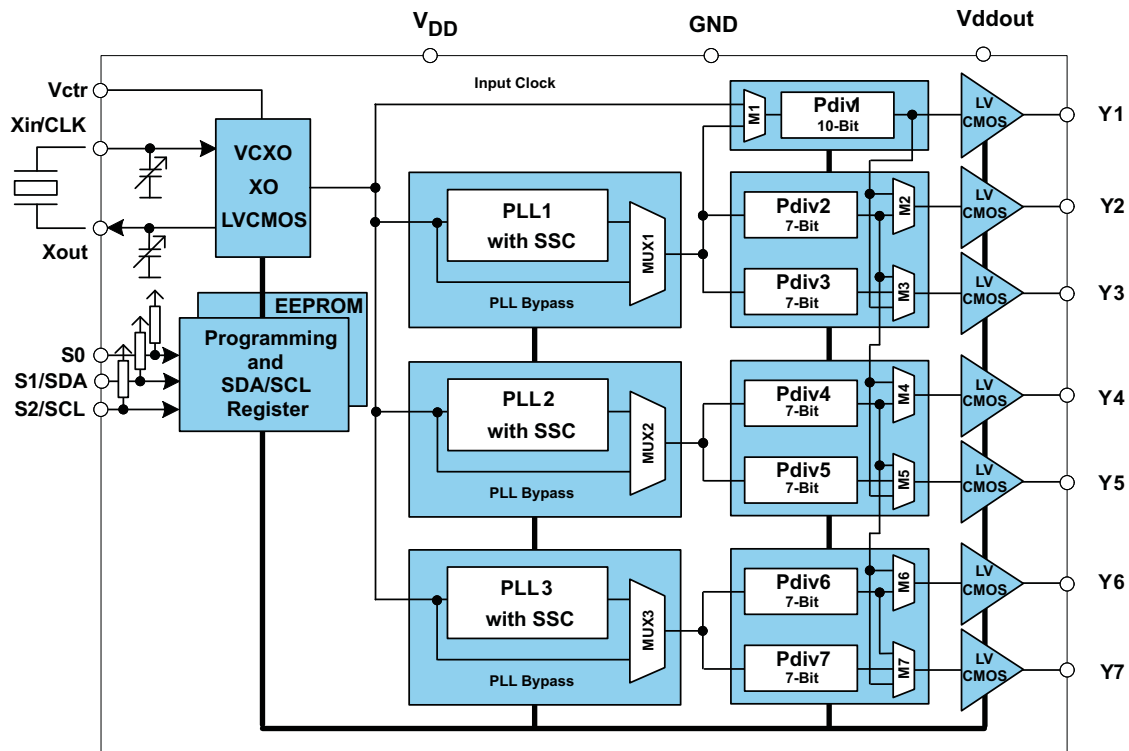 VDD
GND
Vddout
Vctr
Xin/CLK
Xout
VCXO
XO
LVCMOS
Input Clock
EEPROM
Programming
and
SDA/SCL
Register
S0
S1/SDA
S2/SCL
PLL1
with SSC
MUX1
PLL Bypass
PLL2
with SSC
MUX2
PLL Bypass
PLL3
with SSC
MUX3
PLL Bypass
M1
Pdiv1
10-Bit
LV
CMOS
Y1
Pdiv2
7-Bit
M2
LV
CMOS
Y2
Pdiv3
7-Bit
M3
LV
CMOS
Y3
Pdiv4
7-Bit
M4
LV
CMOS
Y4
Pdiv5
7-Bit
M5
LV
CMOS
Y5
Pdiv6
7-Bit
M6
LV
CMOS
Y6
Pdiv7
7-Bit
M7
LV
CMOS
Y7